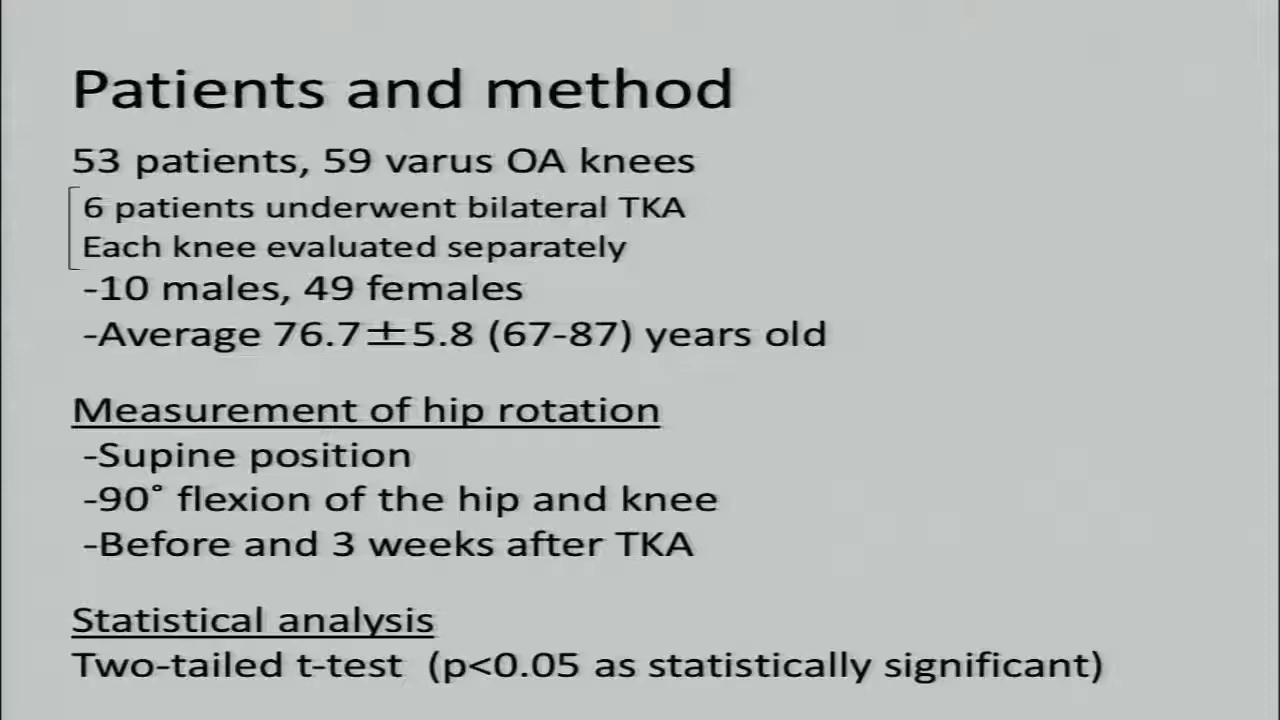 Patients and method
53 patients, 59 varus OA knees
6 patients underwent bilateral TKA
Each knee evaluated separately
-10 males, 49 females
-Average 76.7±5.8 (67-87) years old
Measurement of hip rotation
-Supine position
-90˚ flexion of the hip and knee
-Before and 3 weeks after TKA
Statistical analysis
Two-tailed t-test (p<0.05 as statistically significant)